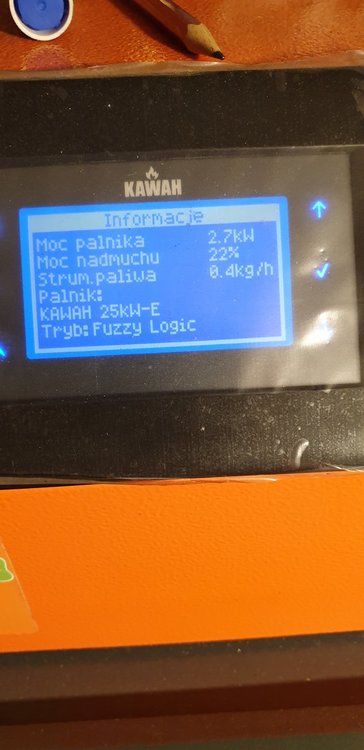 KAWAH
Informacje
Moc palnika 2.7kW
Moc nadmuchu 22%
Strum.paliwa 0.4kg/h
Palnik:
KAWAH 25kW-E
Tryb: Fuzzy Logic